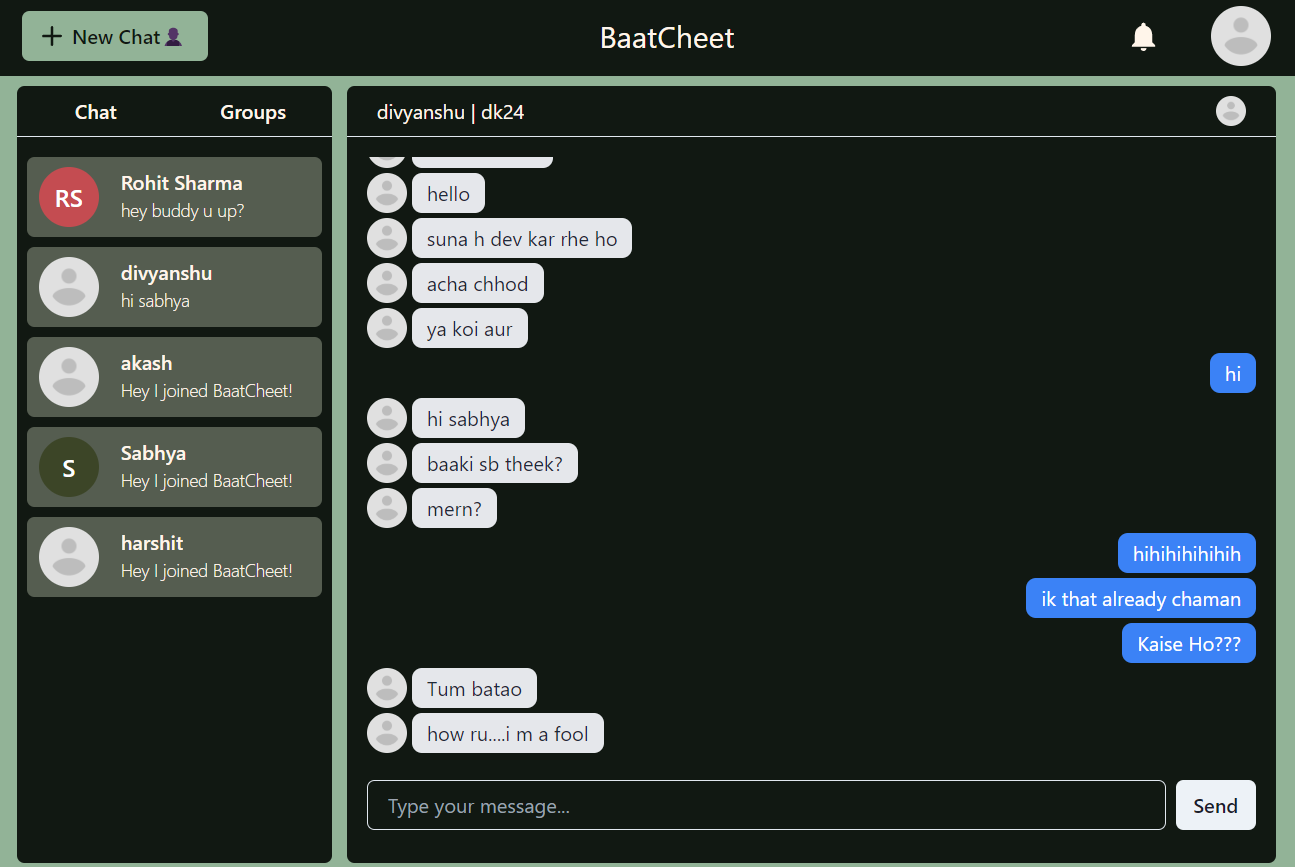 New Chat
BaatCheet
Chat
Groups
RS
Rohit Sharma
hey buddy u up?
divyanshu
hi sabhya
akash
Hey I joined BaatCheet!
S
Sabhya
Hey I joined BaatCheet!
harshit
Hey I joined BaatCheet!
divyanshu | dk24
hello
suna h dev kar rhe ho
acha chhod
ya koi aur
hi
hi sabhya
baaki sb theek?
mern?
hihihihihihih
ik that already chaman
Kaise Ho???
Tum batao
how ru....i m a fool
Type your message...
Send